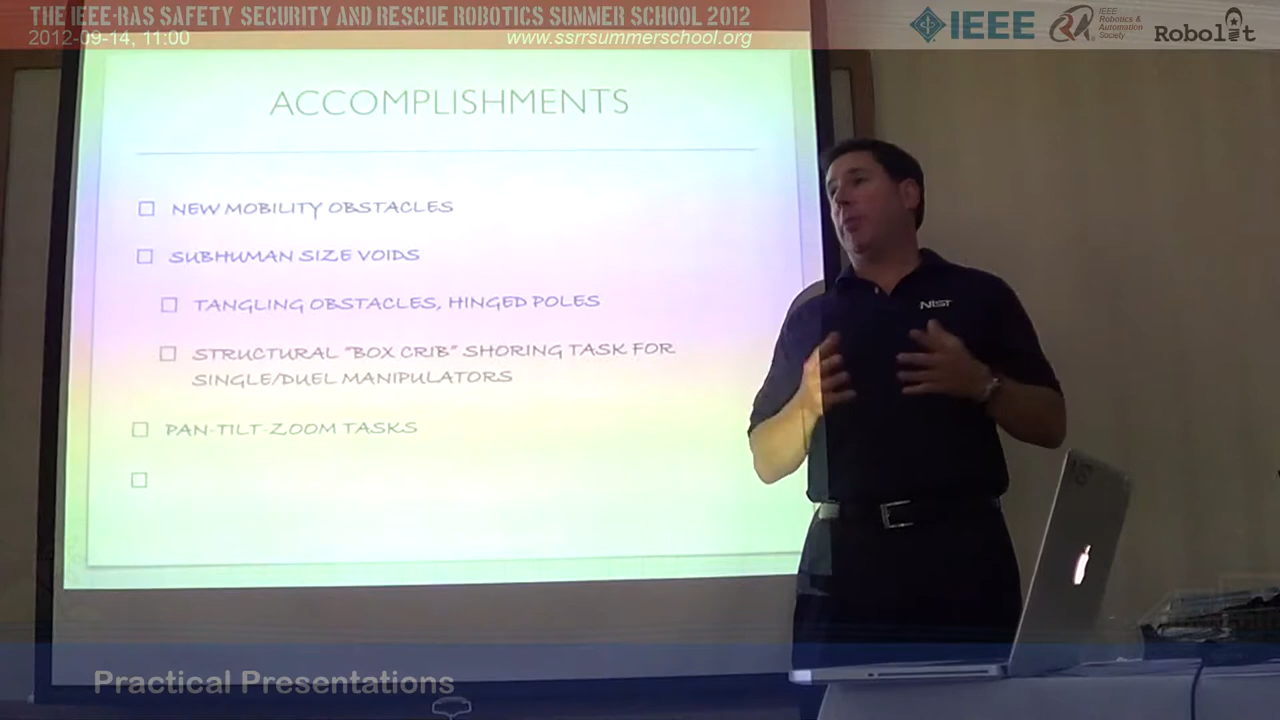 THE IEEE-RAS SAFETY SECURITY AND RESCUE ROBOTICS SUMMER SCHOOL 2012
2012-09-14, 11:00
www.ssrrsummerschool.org
IEEE
IEEE
Robotics &
Automation
Society
Robolit
ACCOMPLISHMENTS
NEW MOBILITY OBSTACLES
SUBHUMAN SIZE VOIDS
TANGLING OBSTACLES, HINGED POLES
STRUCTURAL "BOX CRIB" SHORING TASK FOR
SINGLE/DUEL MANIPULATORS
PAN-TILT-ZOOM TASKS
NIST
Practical Presentations